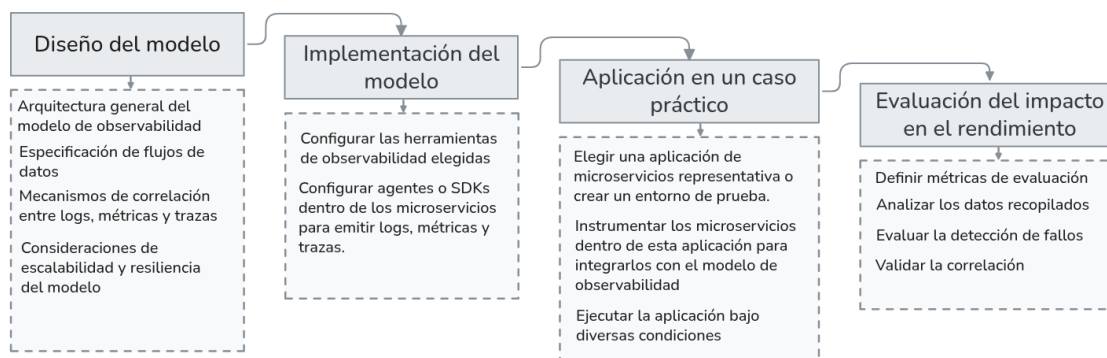 Diseño del modelo
Arquitectura general del
modelo de observabilidad
Especificación de flujos de
datos
Mecanismos de correlación
entre logs, métricas y trazas
Consideraciones de
escalabilidad y resiliencia
del modelo
Implementación del
modelo
Configurar las herramientas
de observabilidad elegidas
Configurar agentes o SDKs
dentro de los microservicios
para emitir logs, métricas y
trazas.
Aplicación en un caso
práctico
Elegir una aplicación de
microservicios representativa o
crear un entorno de prueba.
Instrumentar los microservicios
dentro de esta aplicación para
integrarlos con el modelo de
observabilidad
Ejecutar la aplicación bajo
diversas condiciones
Evaluación del impacto
en el rendimiento
Definir métricas de evaluación
Analizar los datos recopilados
Evaluar la detección de fallos
Validar la correlación